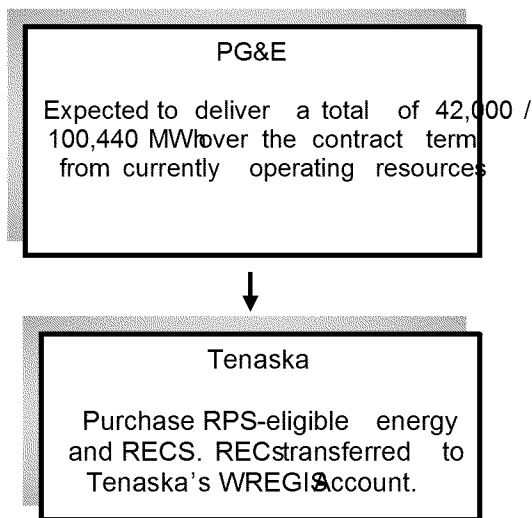 PG&E
Expected to deliver a total of 42,000 /
100,440 MWh over the contract term
from currently operating resources
Tenaska
Purchase RPS-eligible energy
and RECS. RECs transferred to
Tenaska's WREGIS Account.